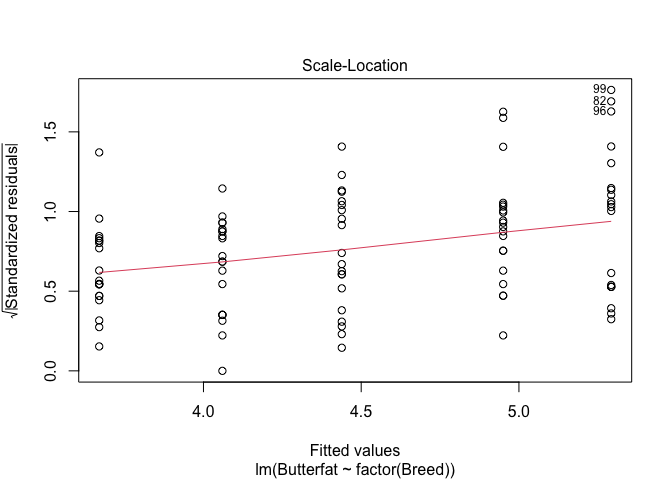 Scale-Location
√|Standardized residuals|
1.5
1.0
0.5
0.0
99
82
96
4.0 4.5 5.0
Fitted values
lm(Butterfat ~ factor(Breed))